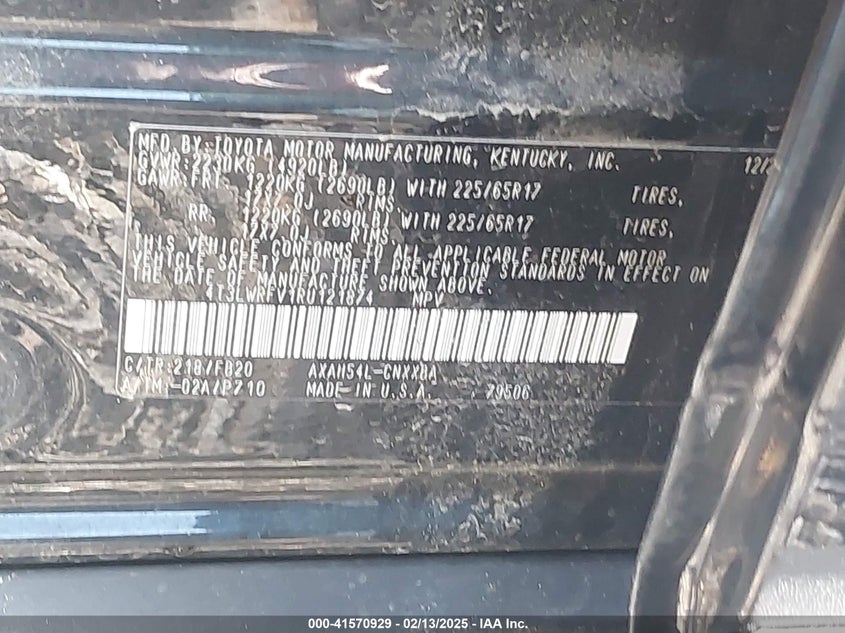 MFD. BY: TOYOTA MOTOR MANUFACTURING, KENTUCKY, INC. 12/
GVWR: 2230KG (4920LB)
GAWR: FRT. 1220KG (2690LB) WITH 225/65R17 TIRES,
17X7.0J RIMS
RR. 1220KG (2690LB) WITH 225/65R17 TIRES,
17X7.0J RIMS
THIS VEHICLE CONFORMS TO ALL APPLICABLE FEDERAL MOTOR
VEHICLE SAFETY AND THEFT PREVENTION STANDARDS IN EFFECT ON
THE DATE OF MANUFACTURE SHOWN ABOVE.
MPV
C/TR: 218/FB20 AXAH54L-CNXXBA
A/TM: -02A/P710 MADE IN U.S.A. 79506
000-41570929 - 02/13/2025 - IAA Inc.